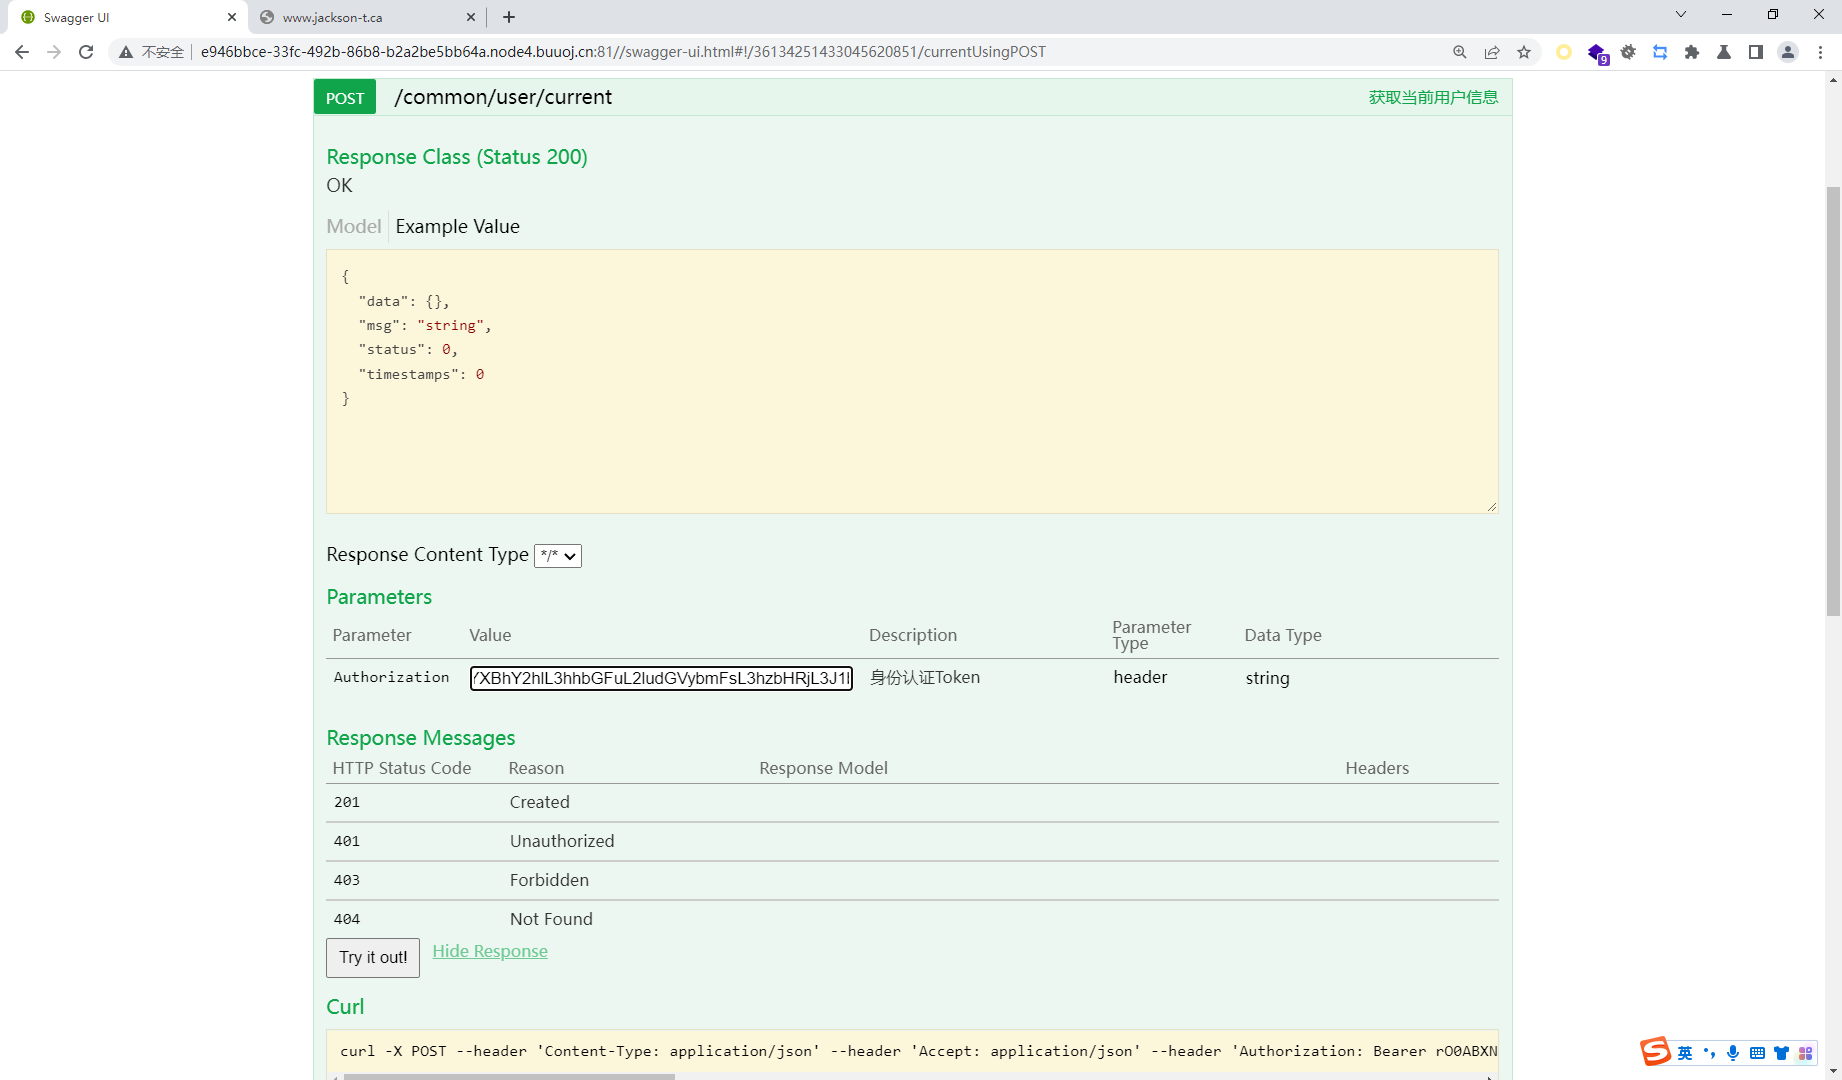 Swagger UI
www.jackson-t.ca
不安全
e946bbce-33fc-492b-86b8-b2a2be5bb64a.node4.buuoj.cn:81//swagger-ui.html#!/36134251433045620851/currentUsingPOST
9
POST /common/user/current 获取当前用户信息
Response Class (Status 200)
OK
Model Example Value
{
"data": {},
"msg": "string",
"status": 0,
"timestamps": 0
}
Response Content Type */*
Parameters
Parameter Value Description Parameter Type Data Type
Authorization 身份认证Token header string
Response Messages
HTTP Status Code Reason Response Model Headers
201 Created
401 Unauthorized
403 Forbidden
404 Not Found
Try it out! Hide Response
Curl
curl -X POST --header 'Content-Type: application/json' --header 'Accept: application/json' --header 'Authorization: Bearer rO0ABXN
S 英